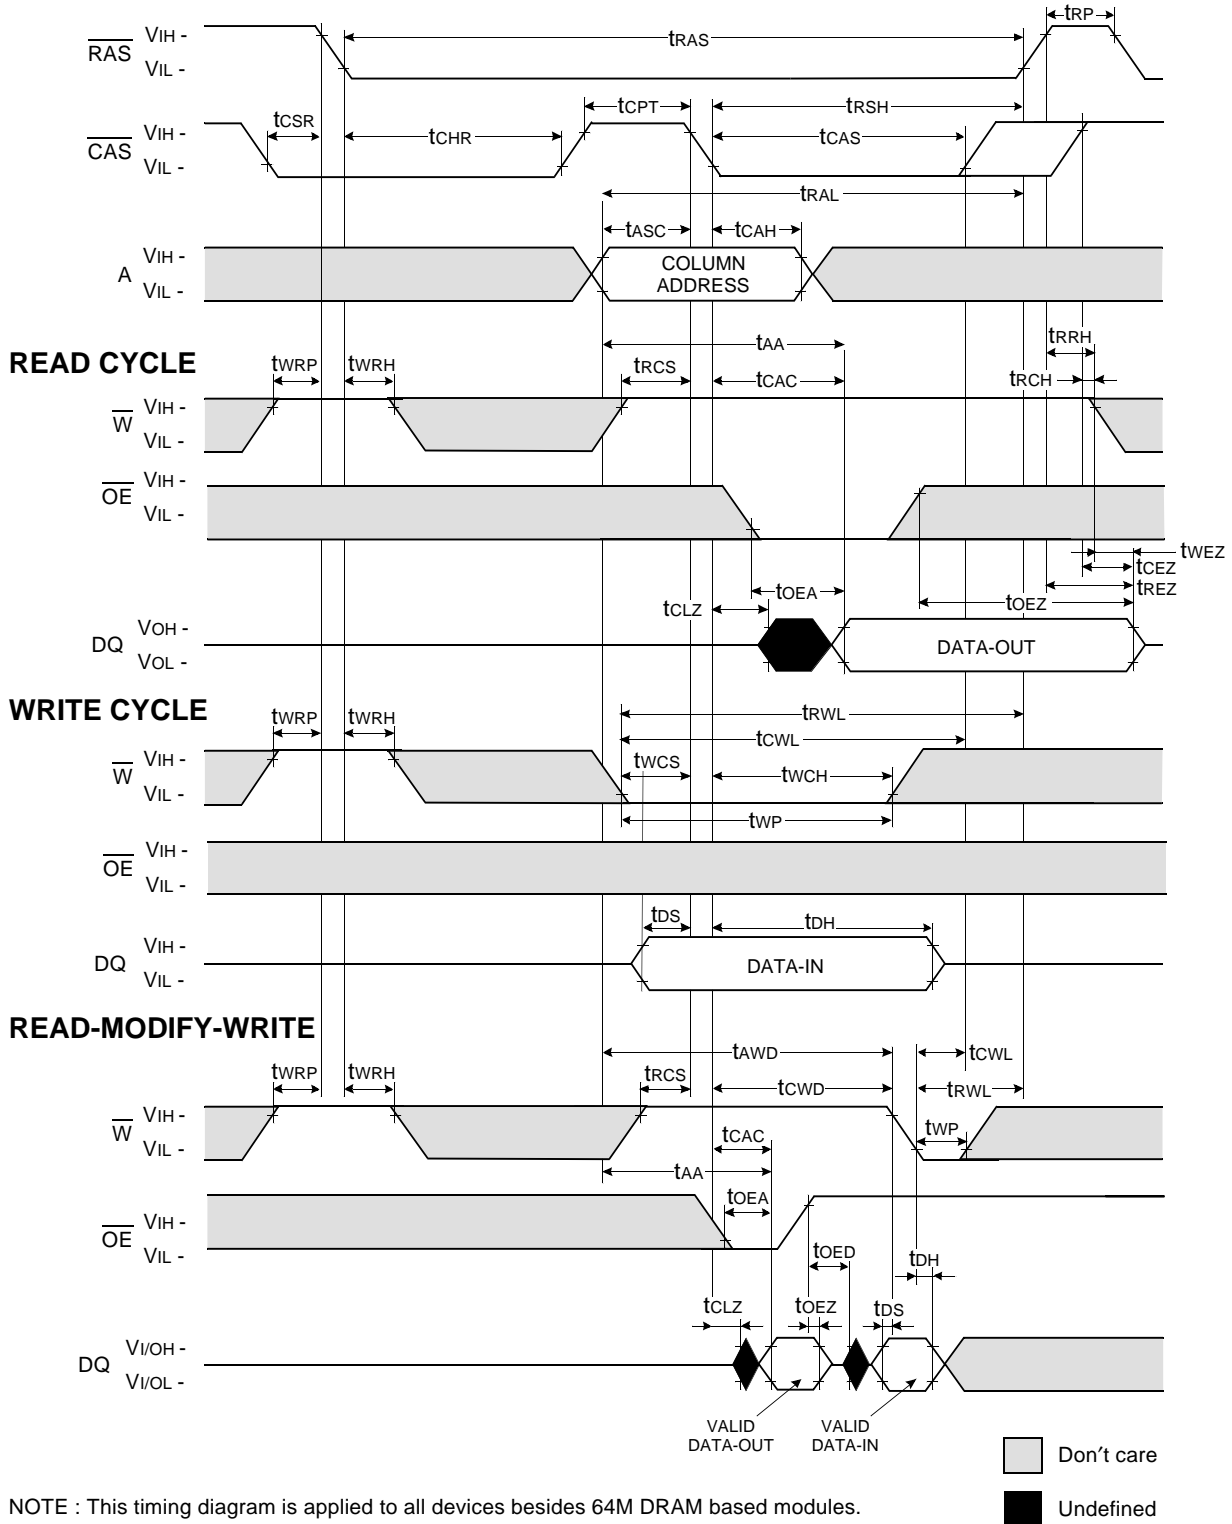 tRP
RAS VIH -
tRAS
VIL -
tCPT
tRSH
tCSR
CAS VIH -
tCHR
tCAS
VIL -
tRAL
tASC
tCAH
VIH -
A
COLUMN
ADDRESS
VIL -
tRRH
READ CYCLE
tAA
tWRP
tWRH
tRCS
tCAC
tRCH
VIH -
W
VIL -
VIH -
OE
VIL -
tWEZ
tCEZ
tREZ
tOEA
tOEZ
tCLZ
VOH -
DQ
DATA-OUT
VOL -
WRITE CYCLE
tWRP
tWRH
tRWL
tCWL
VIH -
W
tWCS
tWCH
VIL -
tWP
VIH -
OE
VIL -
tDS
tDH
VIH -
DQ
DATA-IN
VIL -
READ-MODIFY-WRITE
tAWD
tCWL
tWRP
tWRH
tRCS
tCWD
tRWL
VIH -
W
tCAC
tWP
VIL -
tAA
tOEA
VIH -
OE
VIL -
tOED
tDH
tCLZ
tOEZ
tDS
VI/OH -
DQ
VI/OL -
VALID
DATA-OUT
VALID
DATA-IN
Don′t care
NOTE : This timing diagram is applied to all devices besides 64M DRAM based modules.
Undefined